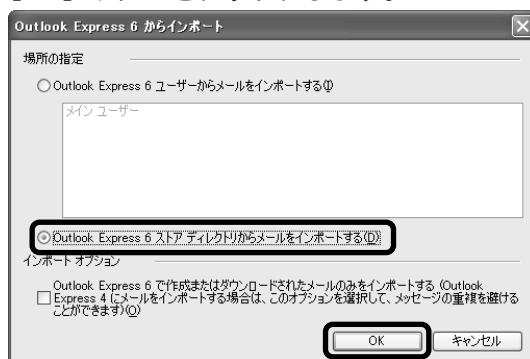 Outlook Express 6 からインポート
場所の指定
Outlook Express 6 ユーザーからメールをインポートする(I)
メイン ユーザー
Outlook Express 6 ストア ディレクトリからメールをインポートする(D)
インポート オプション
Outlook Express 6 で作成またはダウンロードされたメールのみをインポートする (Outlook
Express 4 にメールをインポートする場合は、このオプションを選択して、メッセージの重複を避ける
ことができます)(O)
OK
キャンセル